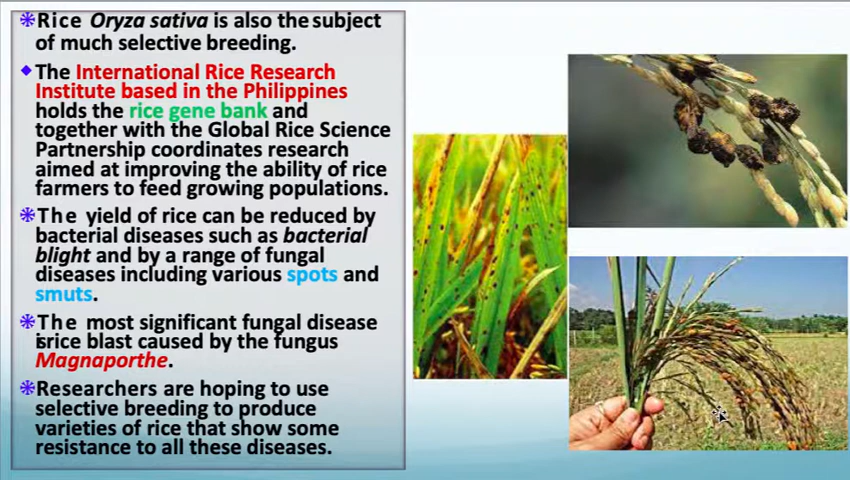 Rice Oryza sativa is also the subject
of much selective breeding.
The International Rice Research
Institute based in the Philippines
holds the rice gene bank and
together with the Global Rice Science
Partnership coordinates research
aimed at improving the ability of rice
farmers to feed growing populations.
The yield of rice can be reduced by
bacterial diseases such as bacterial
blight and by a range of fungal
diseases including various spots and
smuts.
The most significant fungal disease
isrice blast caused by the fungus
Magnaporthe.
Researchers are hoping to use
selective breeding to produce
varieties of rice that show some
resistance to all these diseases.